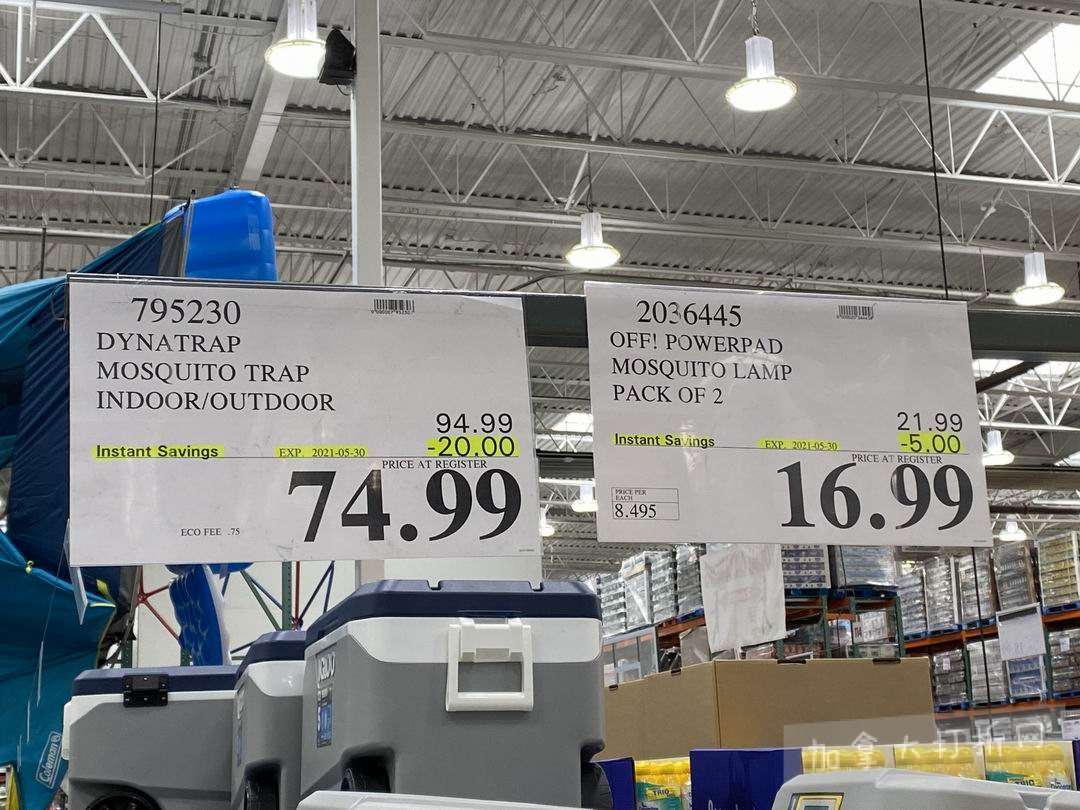 795230
DYNATRAP
MOSQUITO TRAP
INDOOR/OUTDOOR
94.99
Instant Savings EXP. 2021-05-30 -20.00
PRICE AT REGISTER
74.99
ECO FEE .75
2036445
OFF! POWERPAD
MOSQUITO LAMP
PACK OF 2
21.99
Instant Savings EXP. 2021-05-30 -5.00
PRICE AT REGISTER
16.99
PRICE PER
EACH
8.495
Coleman
TRIO
加拿大打折网